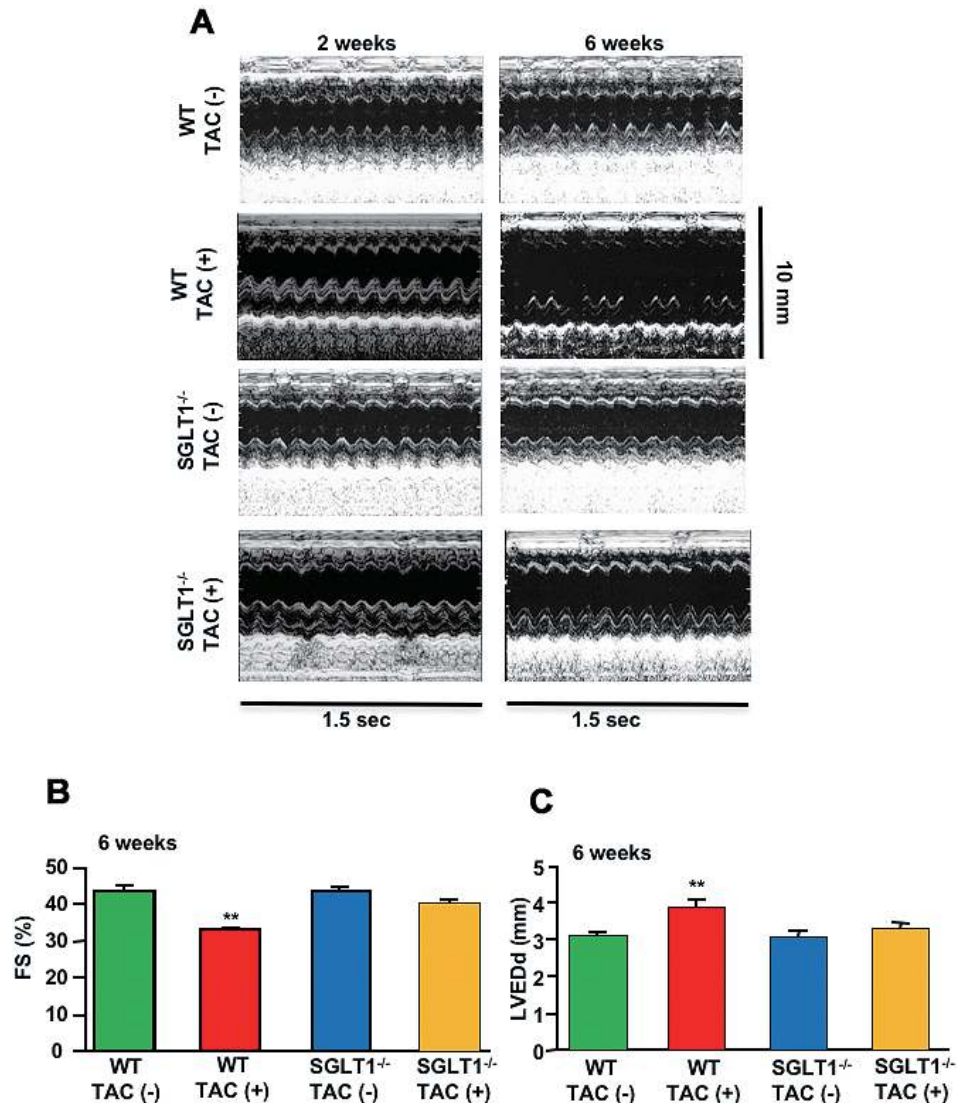 A
2 weeks
6 weeks
WT
TAC (-)
WT
TAC (+)
10 mm
SGLT1-/-
TAC (-)
SGLT1-/-
TAC (+)
1.5 sec
1.5 sec
B
6 weeks
FS (%)
50
40
30
40
10
0
**
WT
TAC (-)
WT
TAC (+)
SGLT1-/-
TAC (-)
SGLT1-/-
TAC (+)
C
6 weeks
LVEDd (mm)
5
4
3
2
1
0
**
WT
TAC (-)
WT
TAC (+)
SGLT1-/-
TAC (-)
SGLT1-/-
TAC (+)